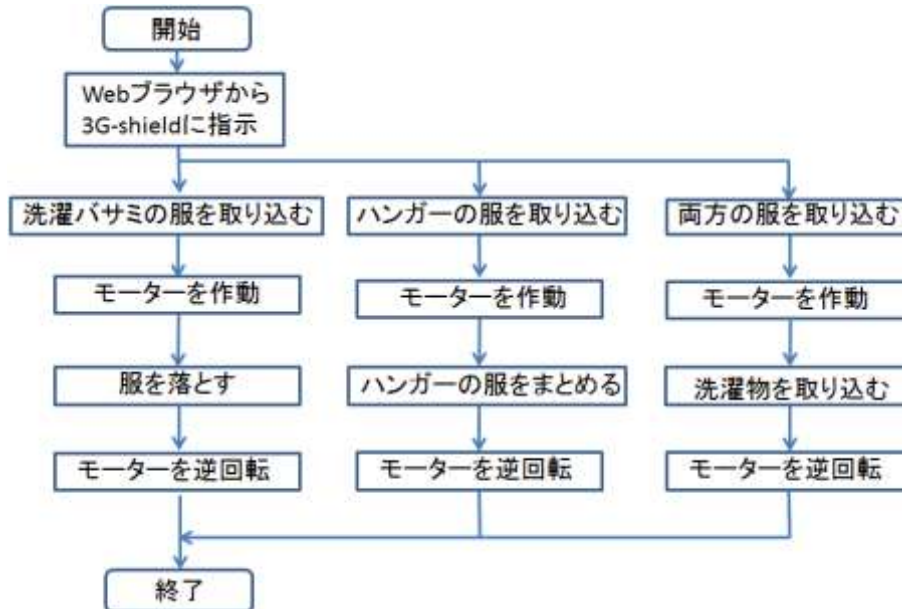 開始
Webブラウザから
3G-shieldに指示
洗濯バサミの服を取り込む
ハンガーの服を取り込む
両方の服を取り込む
モーターを作動
モーターを作動
モーターを作動
服を落とす
ハンガーの服をまとめる
洗濯物を取り込む
モーターを逆回転
モーターを逆回転
モーターを逆回転
終了